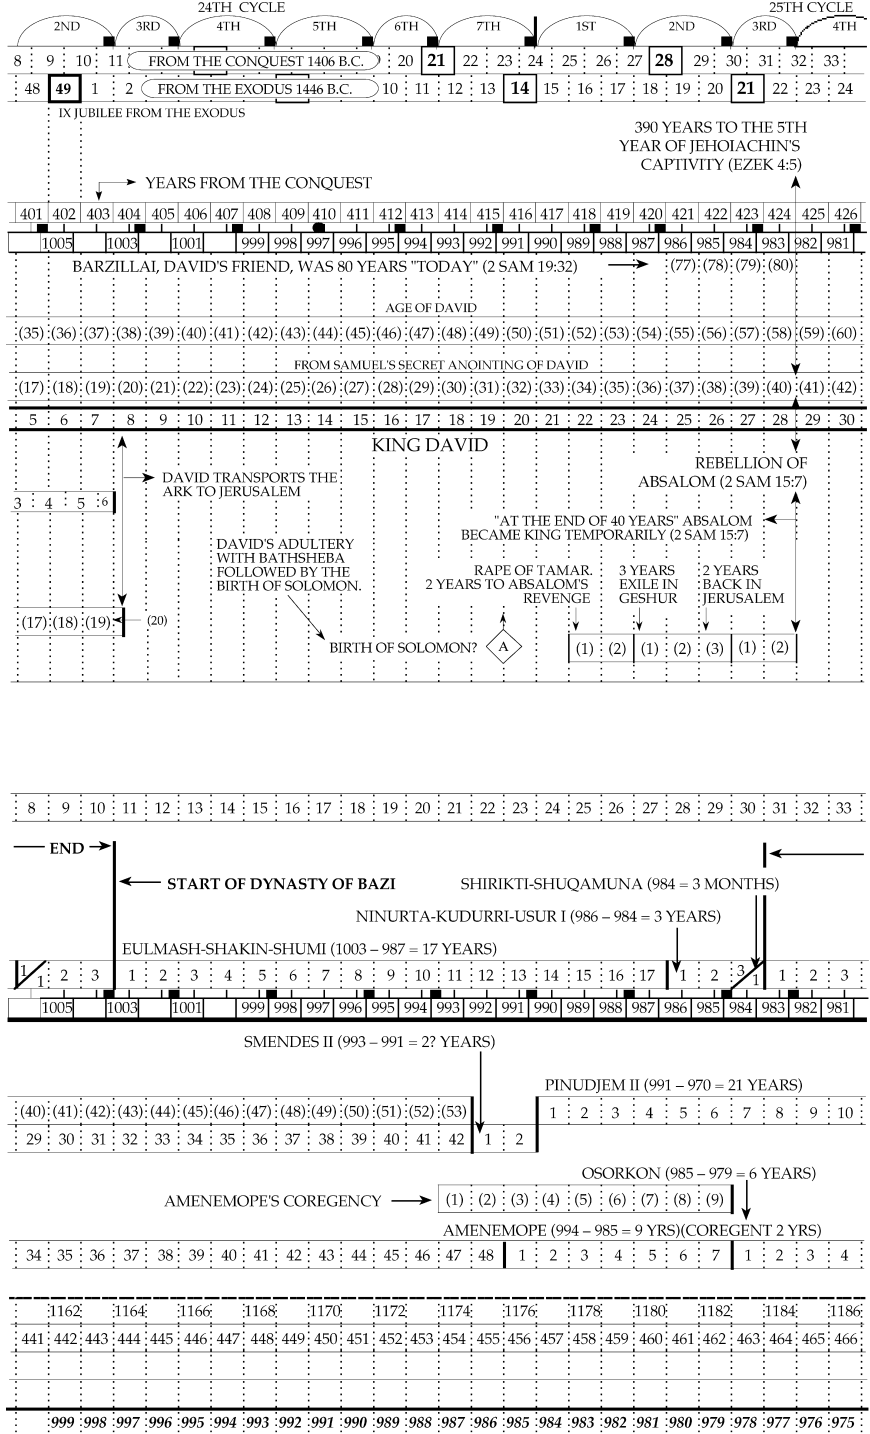 24TH CYCLE 25TH CYCLE
2ND 3RD 4TH 5TH 6TH 7TH 1ST 2ND 3RD 4TH
8 9 10 11 FROM THE CONQUEST 1406 B.C. 20 21 22 23 24 25 26 27 28 29 30 31 32 33
48 49 1 2 FROM THE EXODUS 1446 B.C. 10 11 12 13 14 15 16 17 18 19 20 21 22 23 24
IX JUBILEE FROM THE EXODUS
390 YEARS TO THE 5TH
YEAR OF JEHOIACHIN'S
CAPTIVITY (EZEK 4:5)
YEARS FROM THE CONQUEST
401 402 403 404 405 406 407 408 409 410 411 412 413 414 415 416 417 418 419 420 421 422 423 424 425 426
1005 1003 1001 999 998 997 996 995 994 993 992 991 990 989 988 987 986 985 984 983 982 981
BARZILLAI, DAVID'S FRIEND, WAS 80 YEARS "TODAY" (2 SAM 19:32) (77) (78) (79) (80)
AGE OF DAVID
(35) (36) (37) (38) (39) (40) (41) (42) (43) (44) (45) (46) (47) (48) (49) (50) (51) (52) (53) (54) (55) (56) (57) (58) (59) (60)
FROM SAMUEL'S SECRET ANOINTING OF DAVID
(17) (18) (19) (20) (21) (22) (23) (24) (25) (26) (27) (28) (29) (30) (31) (32) (33) (34) (35) (36) (37) (38) (39) (40) (41) (42)
5 6 7 8 9 10 11 12 13 14 15 16 17 18 19 20 21 22 23 24 25 26 27 28 29 30
KING DAVID
REBELLION OF
ABSALOM (2 SAM 15:7)
DAVID TRANSPORTS THE
ARK TO JERUSALEM
3 4 5 6
"AT THE END OF 40 YEARS" ABSALOM
BECAME KING TEMPORARILY (2 SAM 15:7)
DAVID'S ADULTERY
WITH BATHSHEBA
FOLLOWED BY THE
BIRTH OF SOLOMON.
RAPE OF TAMAR.
2 YEARS TO ABSALOM'S
REVENGE
3 YEARS
EXILE IN
GESHUR
2 YEARS
BACK IN
JERUSALEM
(17) (18) (19) (20)
BIRTH OF SOLOMON? A (1) (2) (1) (2) (3) (1) (2)
8 9 10 11 12 13 14 15 16 17 18 19 20 21 22 23 24 25 26 27 28 29 30 31 32 33
END
START OF DYNASTY OF BAZI SHIRIKTI-SHUQAMUNA (984 = 3 MONTHS)
NINURTA-KUDURRI-USUR I (986 – 984 = 3 YEARS)
EULMASH-SHAKIN-SHUMI (1003 – 987 = 17 YEARS)
1 1 2 3 1 2 3 4 5 6 7 8 9 10 11 12 13 14 15 16 17 1 2 3 1 1 2 3
1005 1003 1001 999 998 997 996 995 994 993 992 991 990 989 988 987 986 985 984 983 982 981
SMENDES II (993 – 991 = 2? YEARS)
PINUDJEM II (991 – 970 = 21 YEARS)
(40) (41) (42) (43) (44) (45) (46) (47) (48) (49) (50) (51) (52) (53) 1 2 3 4 5 6 7 8 9 10
29 30 31 32 33 34 35 36 37 38 39 40 41 42 1 2
OSORKON (985 – 979 = 6 YEARS)
AMENEMOPE'S COREGENCY (1) (2) (3) (4) (5) (6) (7) (8) (9)
AMENEMOPE (994 – 985 = 9 YRS)(COREGENT 2 YRS)
34 35 36 37 38 39 40 41 42 43 44 45 46 47 48 1 2 3 4 5 6 7 1 2 3 4
1162 1164 1166 1168 1170 1172 1174 1176 1178 1180 1182 1184 1186
441 442 443 444 445 446 447 448 449 450 451 452 453 454 455 456 457 458 459 460 461 462 463 464 465 466
999 998 997 996 995 994 993 992 991 990 989 988 987 986 985 984 983 982 981 980 979 978 977 976 975